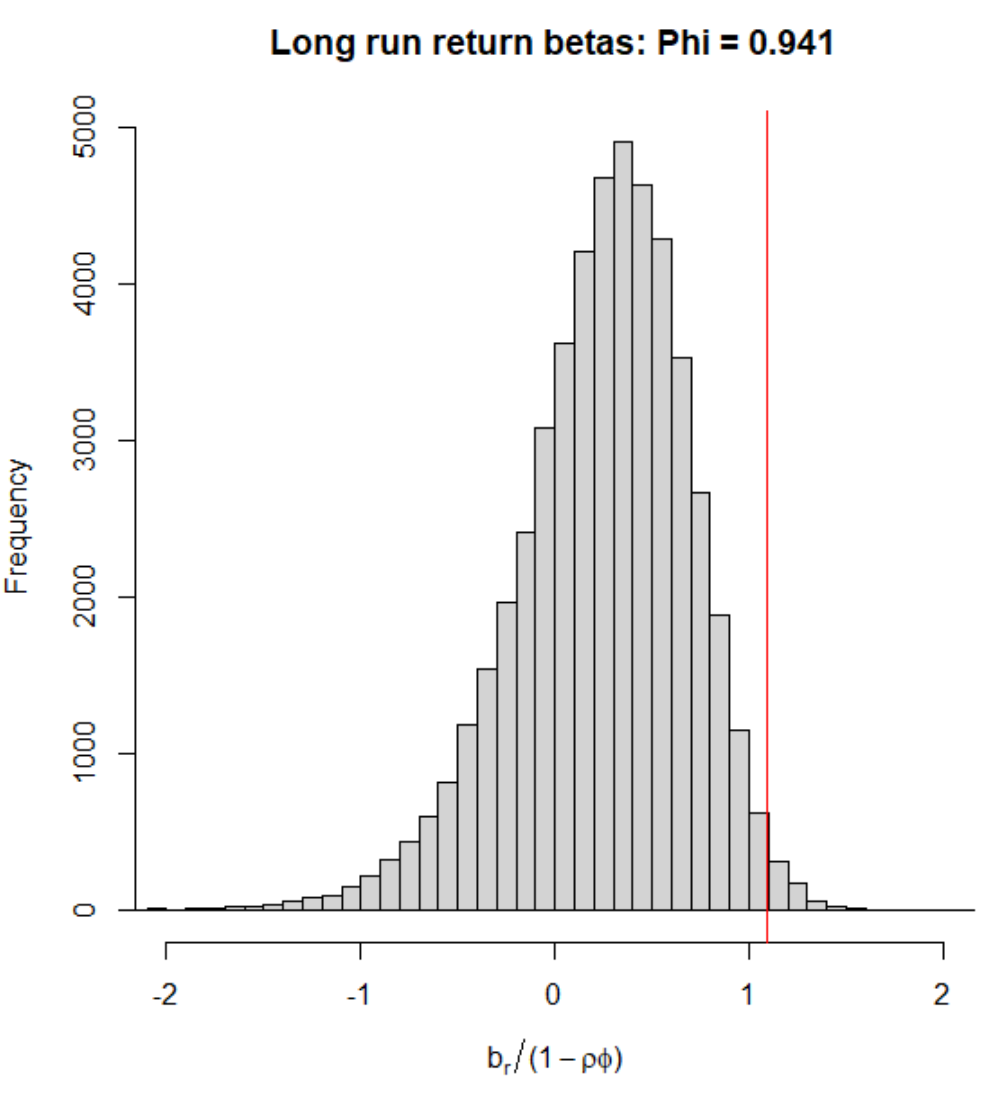 Long run return betas: Phi = 0.941
Frequency
5000
4000
3000
2000
1000
0
-2 -1 0 1 2
b_r/(1 − ρϕ)